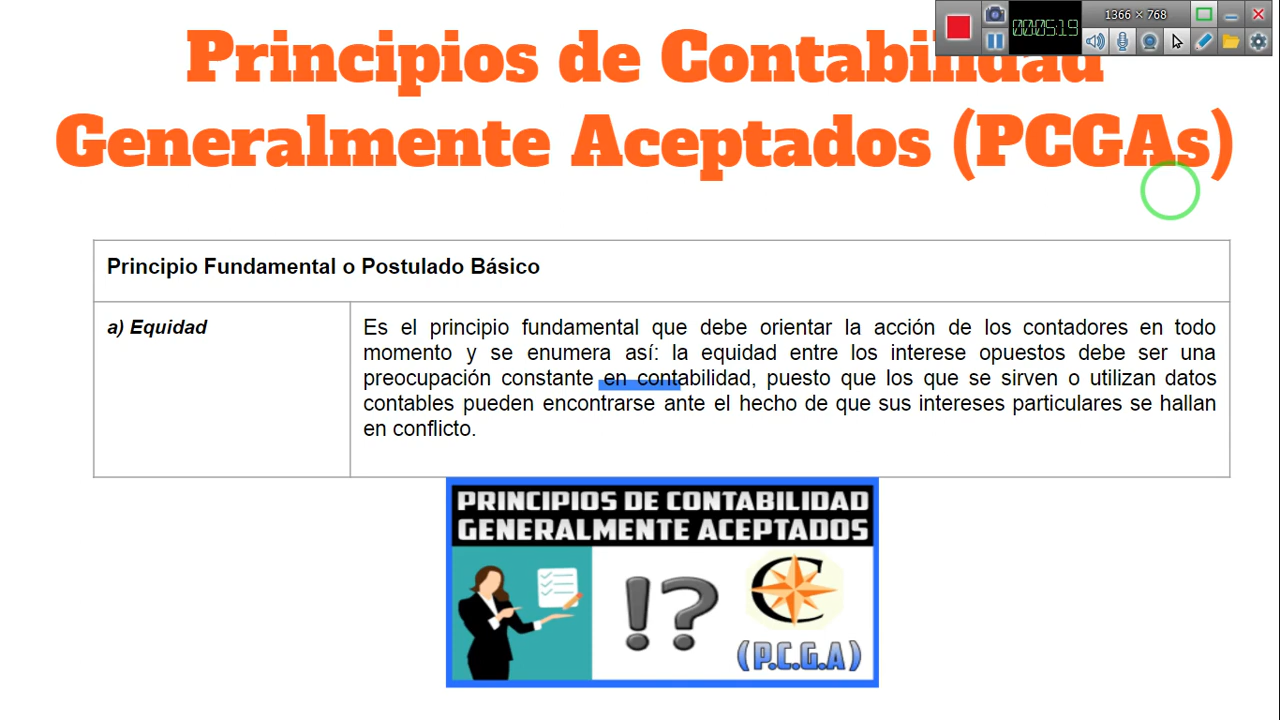 1366 × 768
00:05:19
Principios de Contabilidad
Generalmente Aceptados (PCGAs)
Principio Fundamental o Postulado Básico
a) Equidad
Es el principio fundamental que debe orientar la acción de los contadores en todo
momento y se enumera así: la equidad entre los interese opuestos debe ser una
preocupación constante en contabilidad, puesto que los que se sirven o utilizan datos
contables pueden encontrarse ante el hecho de que sus intereses particulares se hallan
en conflicto.
PRINCIPIOS DE CONTABILIDAD
GENERALMENTE ACEPTADOS
!?
C
(P.C.G.A)